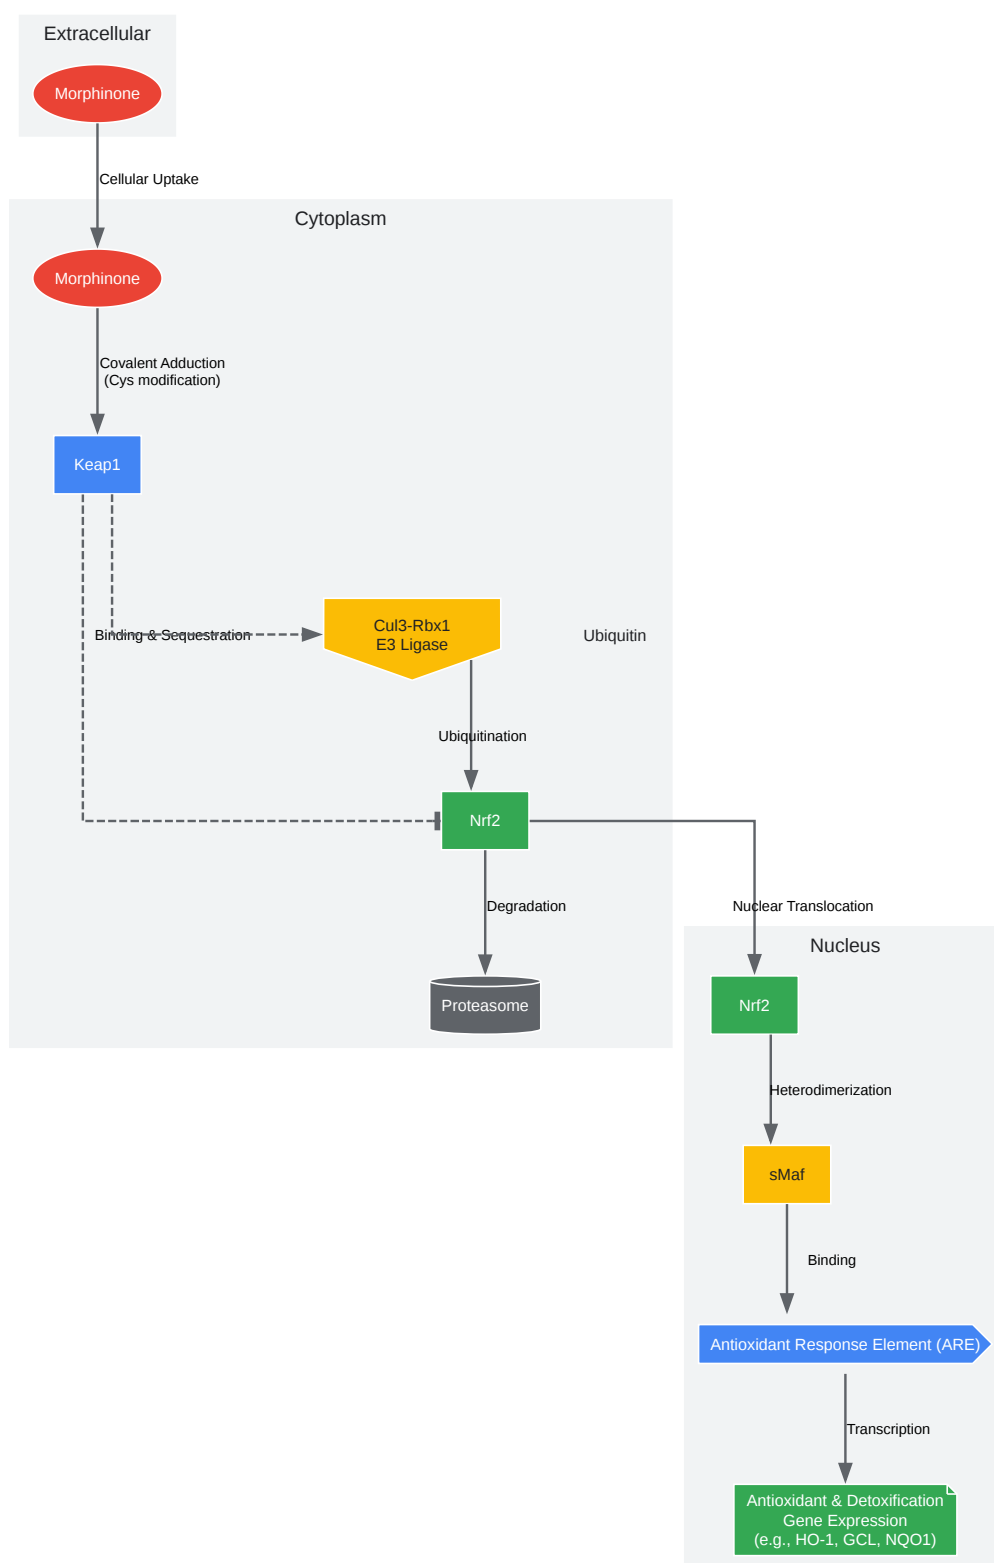 Extracellular
Morphinone
Cellular Uptake
Cytoplasm
Morphinone
Covalent Adduction
(Cys modification)
Keap1
Cul3-Rbx1
E3 Ligase
Binding & Sequestration
Ubiquitin
Ubiquitination
Nrf2
Degradation
Nuclear Translocation
Nucleus
Proteasome
Nrf2
Heterodimerization
sMaf
Binding
Antioxidant Response Element (ARE)
Transcription
Antioxidant & Detoxification
Gene Expression
(e.g., HO-1, GCL, NQO1)